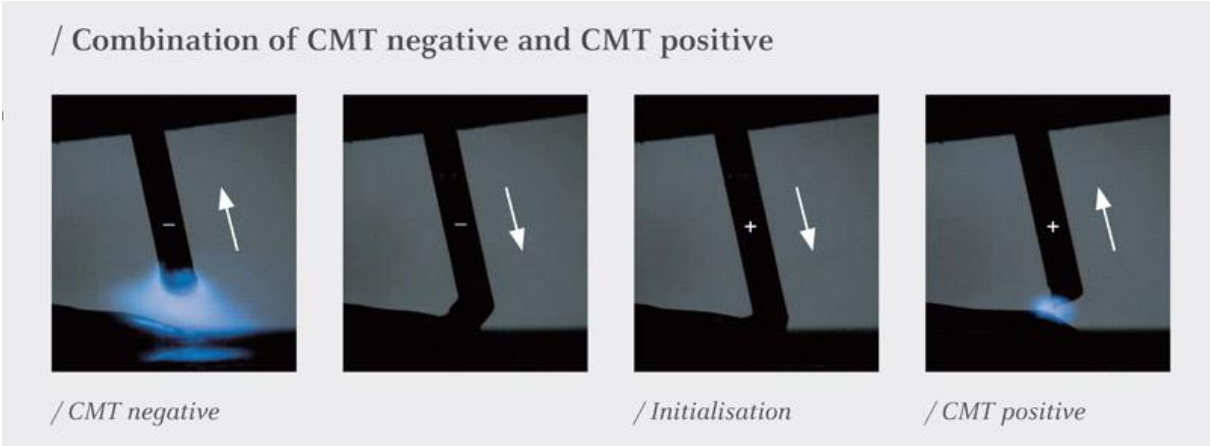 / Combination of CMT negative and CMT positive
–
–
+
+
/ CMT negative
/ Initialisation
/ CMT positive